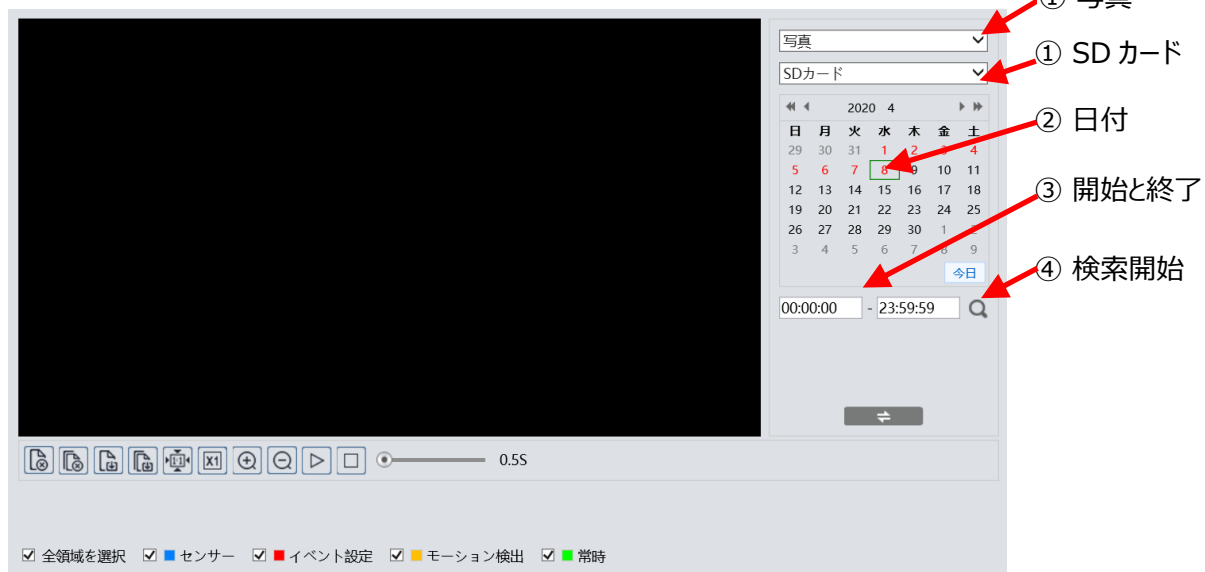 ① 写真
写真
① SD カード
SDカード
2020 4
② 日付
日 月 火 水 木 金 土
29 30 31 1 2 3 4
5 6 7 8 9 10 11
12 13 14 15 16 17 18
③ 開始と終了
19 20 21 22 23 24 25
26 27 28 29 30 1 2
3 4 5 6 7 8 9
今日
④ 検索開始
00:00:00 - 23:59:59
1:1 X1 0.5S
全領域を選択 センサー イベント設定 モーション検出 常時